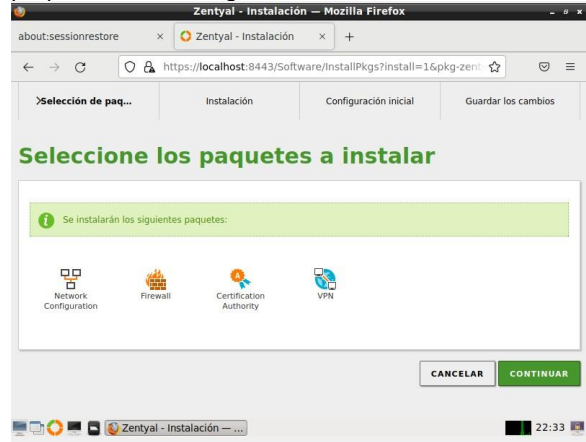 Zentyal - Instalación — Mozilla Firefox
about:sessionrestore
Zentyal - Instalación
https://localhost:8443/Software/InstallPkgs?install=1&pkg-zent
Selección de paq...
Instalación
Configuración inicial
Guardar los cambios
Seleccione los paquetes a instalar
Se instalarán los siguientes paquetes:
Network
Configuration
Firewall
Certification
Authority
VPN
CANCELAR
CONTINUAR
Zentyal - Instalación — ...
22:33